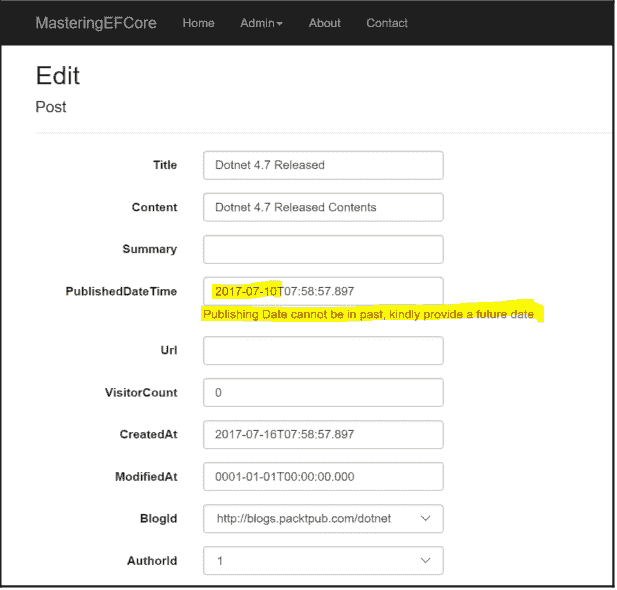 MasteringEFCore Home Admin About Contact
Edit
Post
Title Dotnet 4.7 Released
Content Dotnet 4.7 Released Contents
Summary
PublishedDateTime 2017-07-10T07:58:57.897
Publishing Date cannot be in past, kindly provide a future date
Url
VisitorCount 0
CreatedAt 2017-07-16T07:58:57.897
ModifiedAt 0001-01-01T00:00:00.000
BlogId http://blogs.packtpub.com/dotnet
AuthorId 1